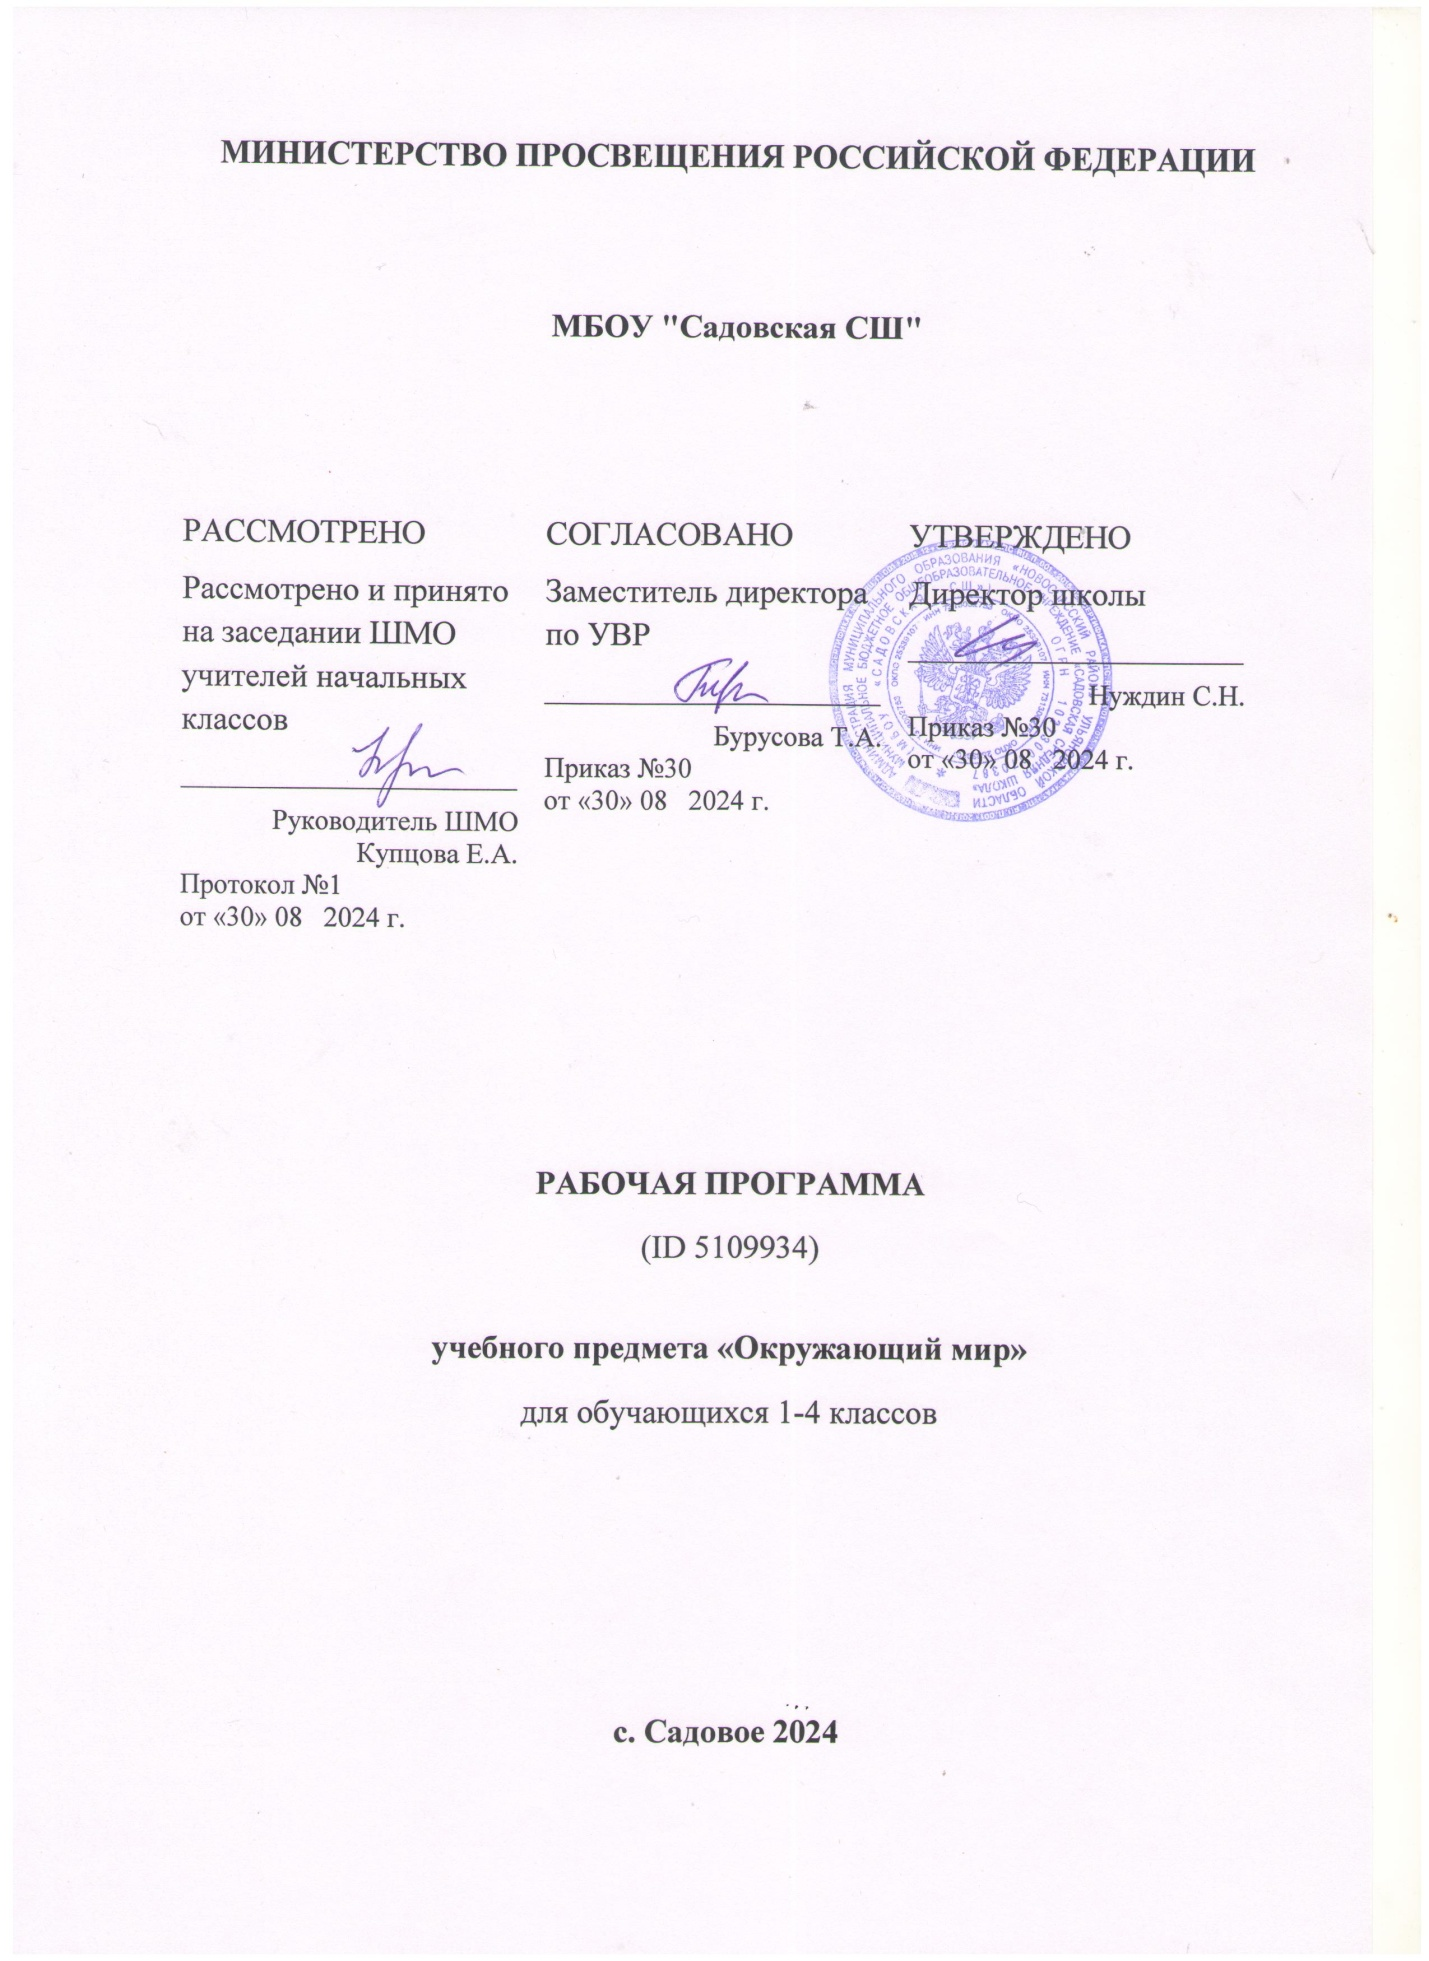 МИНИСТЕРСТВО ПРОСВЕЩЕНИЯ РОССИЙСКОЙ ФЕДЕРАЦИИ
МБОУ "Садовская СШ"
РАССМОТРЕНО
Рассмотрено и принято
на заседании ШМО
учителей начальных
классов
Руководитель ШМО
Купцова Е.А.
Протокол №1
от «30» 08 2024 г.
СОГЛАСОВАНО
Заместитель директора
по УВР
Бурусова Т.А.
Приказ №30
от «30» 08 2024 г.
УТВЕРЖДЕНО
Директор школы
Нуждин С.Н.
Приказ №30
от «30» 08 2024 г.
РАБОЧАЯ ПРОГРАММА
(ID 5109934)
учебного предмета «Окружающий мир»
для обучающихся 1-4 классов
с. Садовое 2024